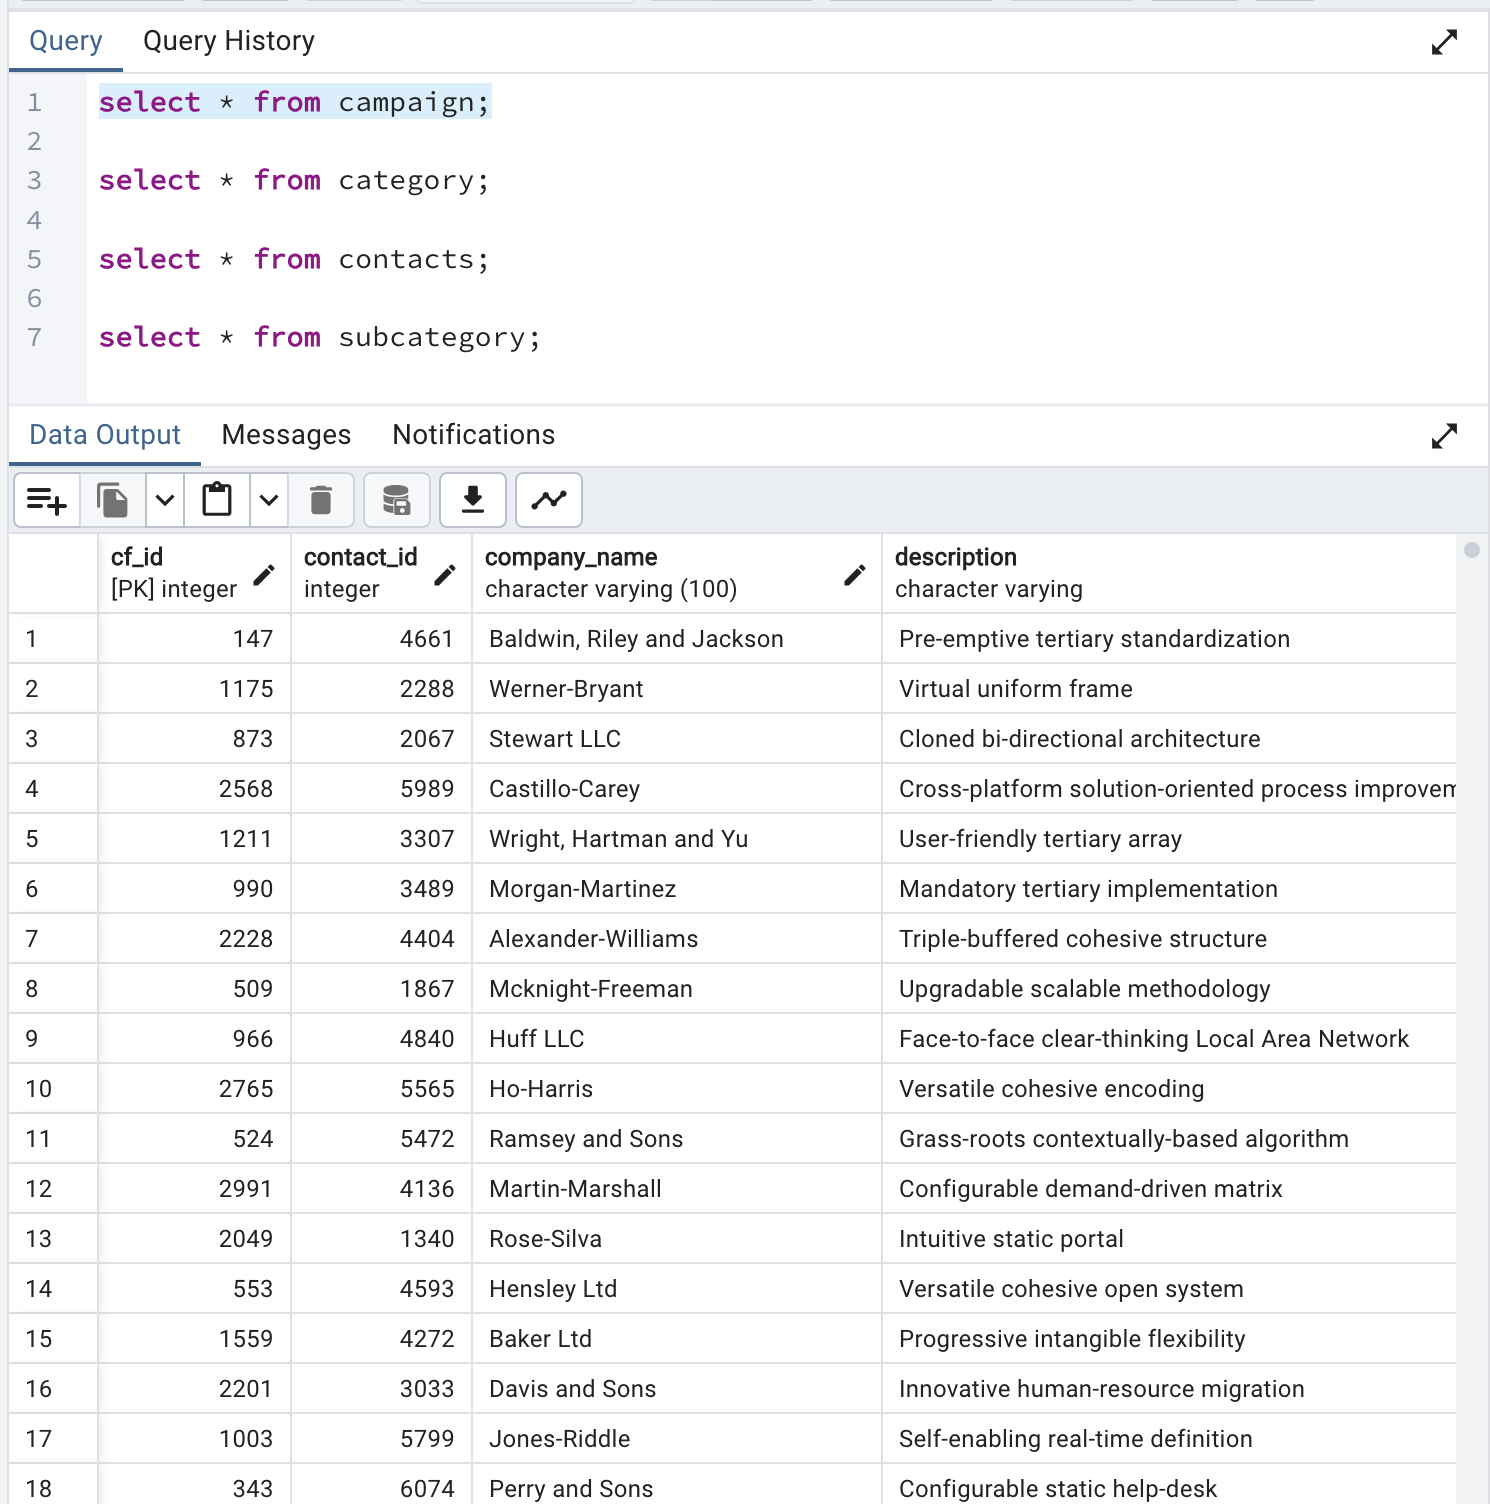 Query Query History
1 select * from campaign;
2
3 select * from category;
4
5 select * from contacts;
6
7 select * from subcategory;
Data Output Messages Notifications
cf_id contact_id company_name description
[PK] integer integer character varying (100) character varying
1 147 4661 Baldwin, Riley and Jackson Pre-emptive tertiary standardization
2 1175 2288 Werner-Bryant Virtual uniform frame
3 873 2067 Stewart LLC Cloned bi-directional architecture
4 2568 5989 Castillo-Carey Cross-platform solution-oriented process improvem
5 1211 3307 Wright, Hartman and Yu User-friendly tertiary array
6 990 3489 Morgan-Martinez Mandatory tertiary implementation
7 2228 4404 Alexander-Williams Triple-buffered cohesive structure
8 509 1867 Mcknight-Freeman Upgradable scalable methodology
9 966 4840 Huff LLC Face-to-face clear-thinking Local Area Network
10 2765 5565 Ho-Harris Versatile cohesive encoding
11 524 5472 Ramsey and Sons Grass-roots contextually-based algorithm
12 2991 4136 Martin-Marshall Configurable demand-driven matrix
13 2049 1340 Rose-Silva Intuitive static portal
14 553 4593 Hensley Ltd Versatile cohesive open system
15 1559 4272 Baker Ltd Progressive intangible flexibility
16 2201 3033 Davis and Sons Innovative human-resource migration
17 1003 5799 Jones-Riddle Self-enabling real-time definition
18 343 6074 Perry and Sons Configurable static help-desk